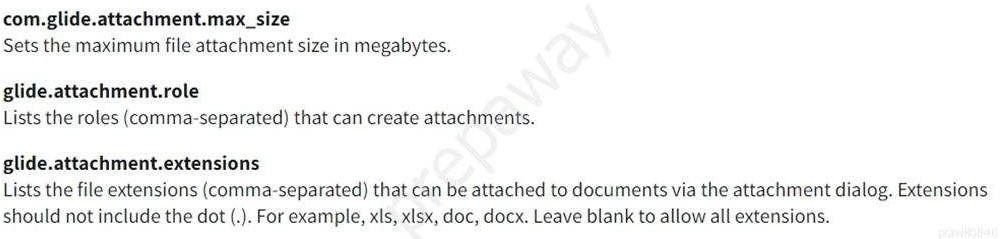 com.glide.attachment.max_size
Sets the maximum file attachment size in megabytes.
glide.attachment.role
Lists the roles (comma-separated) that can create attachments.
glide.attachment.extensions
Lists the file extensions (comma-separated) that can be attached to documents via the attachment dialog. Extensions
should not include the dot (.). For example, xls, xlsx, doc, docx. Leave blank to allow all extensions.
prepaway